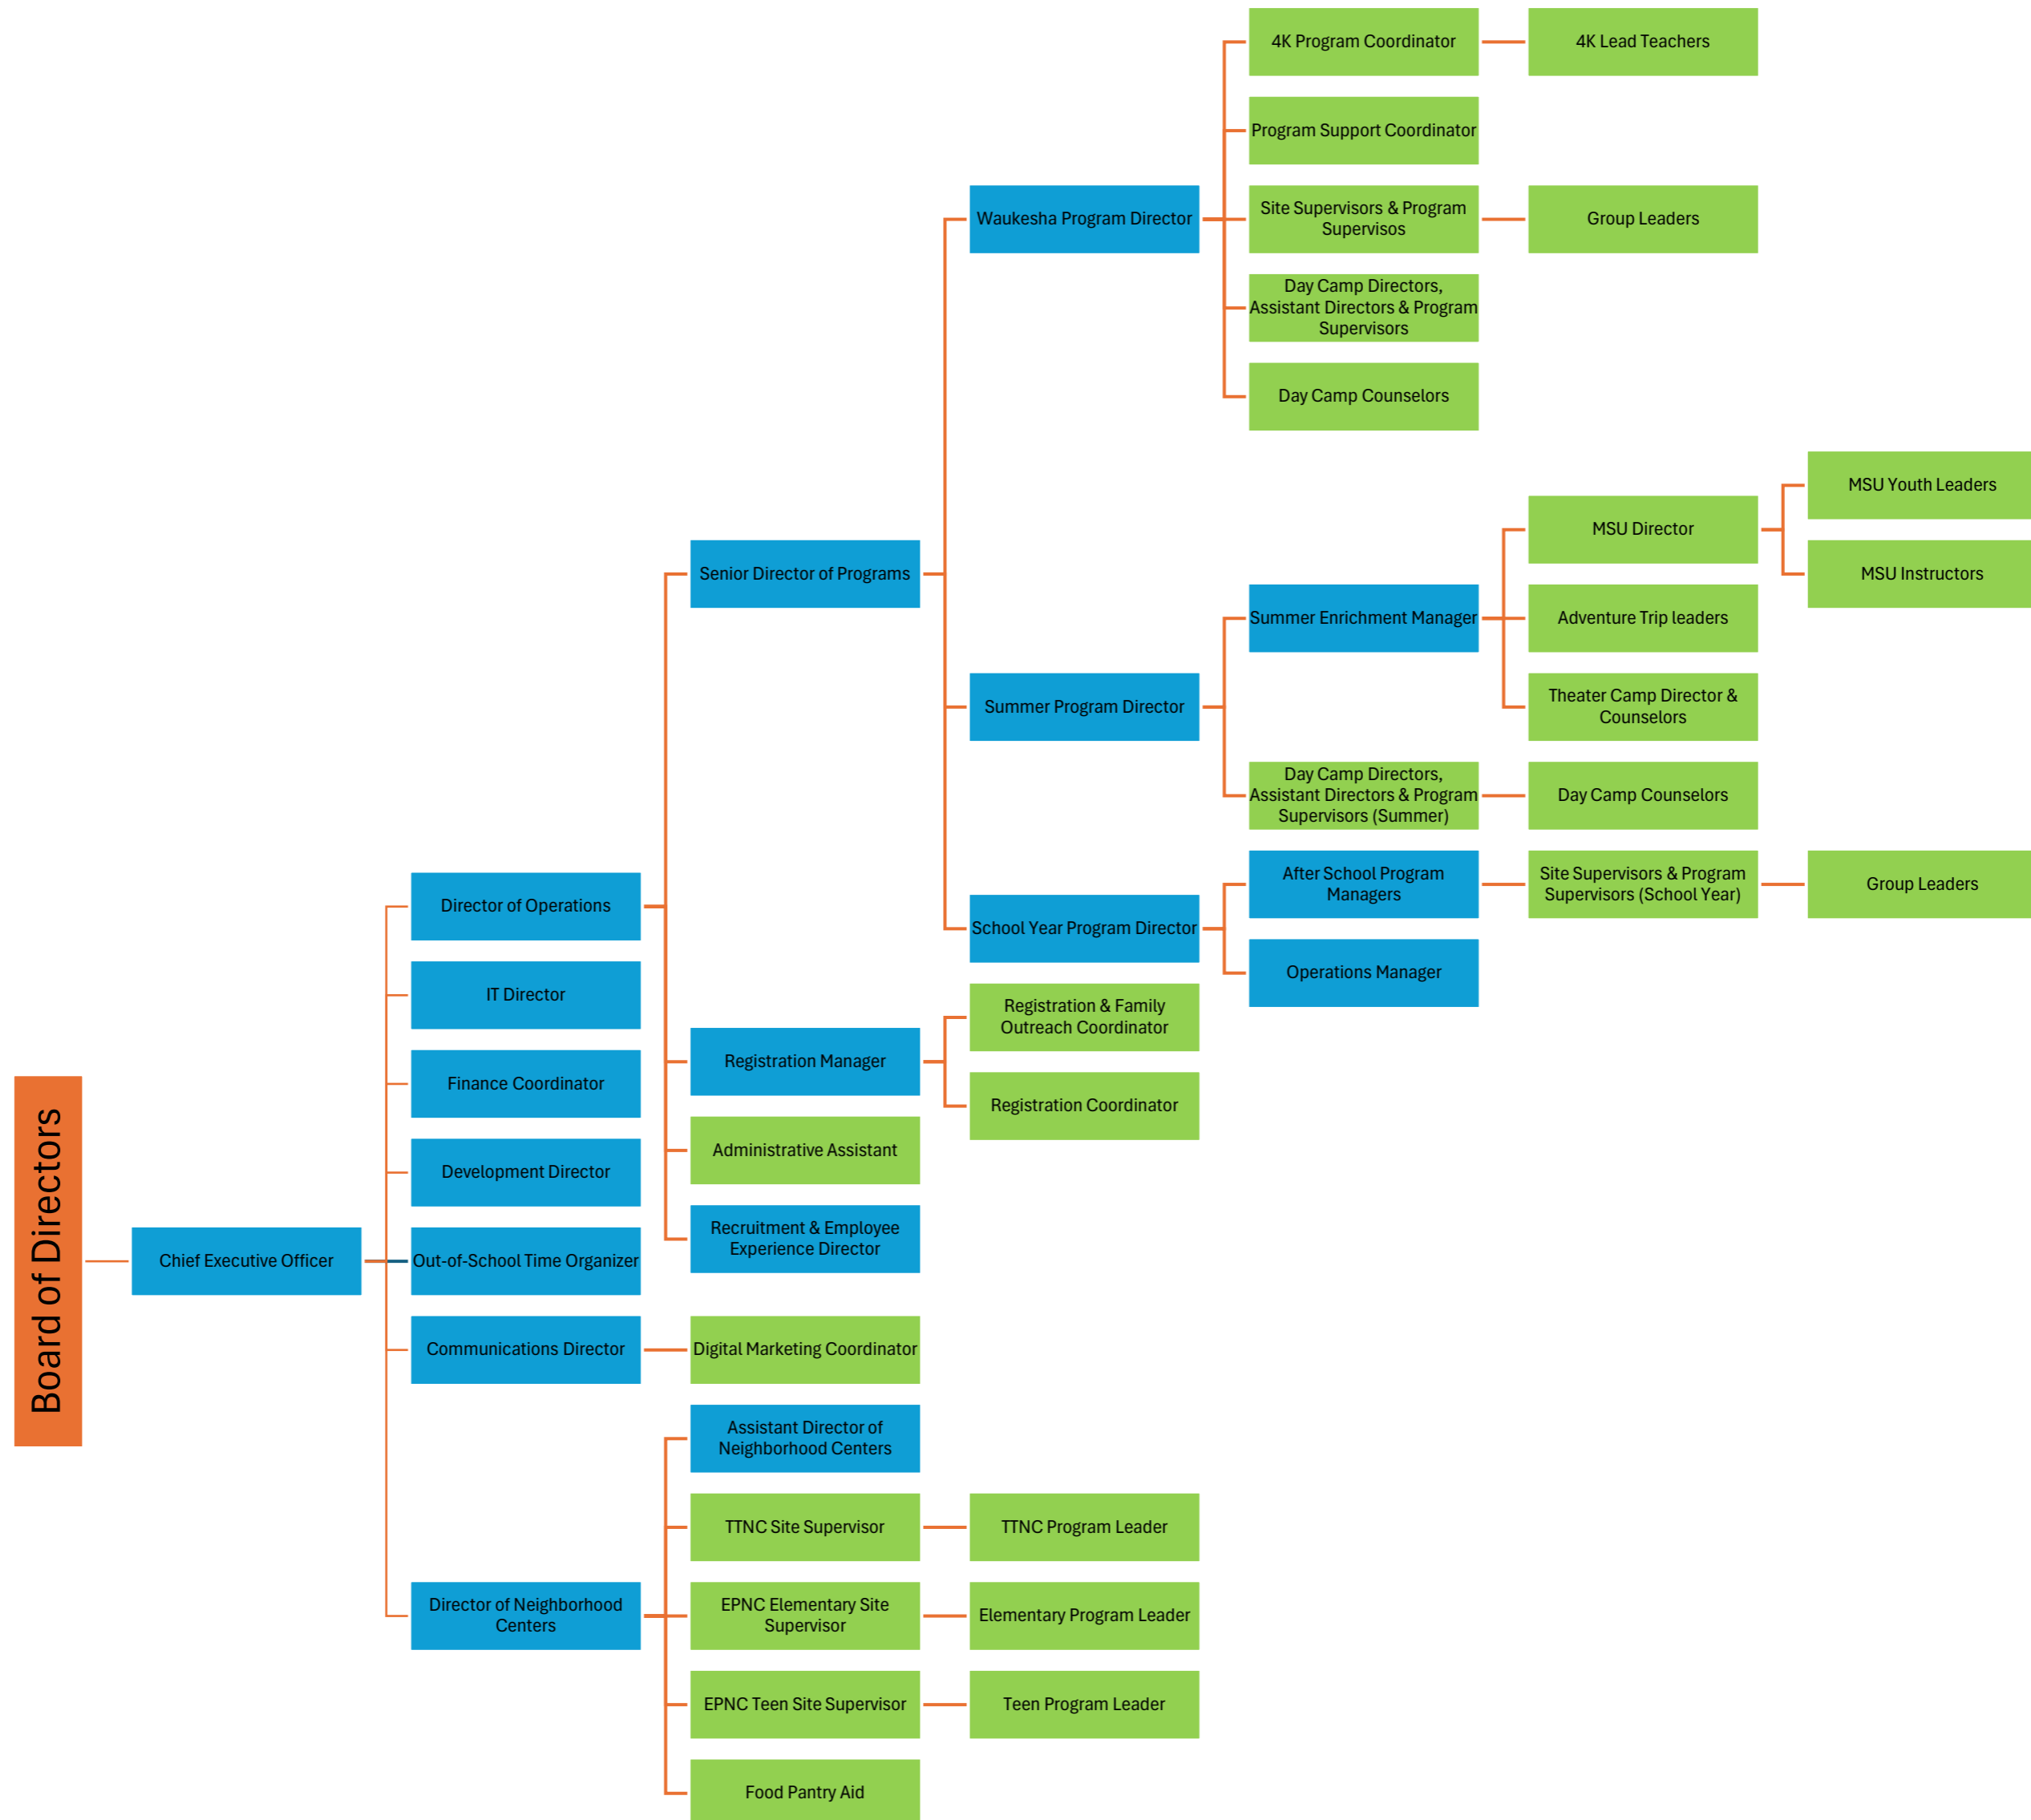 Board of Directors
Chief Executive Officer
Director of Operations
Senior Director of Programs
Waukesha Program Director
4K Program Coordinator
4K Lead Teachers
Program Support Coordinator
Site Supervisors & Program
Supervisos
Group Leaders
Day Camp Directors,
Assistant Directors & Program
Supervisors
Day Camp Counselors
Summer Program Director
Summer Enrichment Manager
MSU Director
MSU Youth Leaders
MSU Instructors
Adventure Trip leaders
Theater Camp Director &
Counselors
Day Camp Directors,
Assistant Directors & Program
Supervisors (Summer)
Day Camp Counselors
School Year Program Director
After School Program
Managers
Site Supervisors & Program
Supervisors (School Year)
Group Leaders
Operations Manager
Registration Manager
Registration & Family
Outreach Coordinator
Registration Coordinator
Administrative Assistant
Recruitment & Employee
Experience Director
IT Director
Finance Coordinator
Development Director
Out-of-School Time Organizer
Communications Director
Digital Marketing Coordinator
Director of Neighborhood
Centers
Assistant Director of
Neighborhood Centers
TTNC Site Supervisor
TTNC Program Leader
EPNC Elementary Site
Supervisor
Elementary Program Leader
EPNC Teen Site Supervisor
Teen Program Leader
Food Pantry Aid